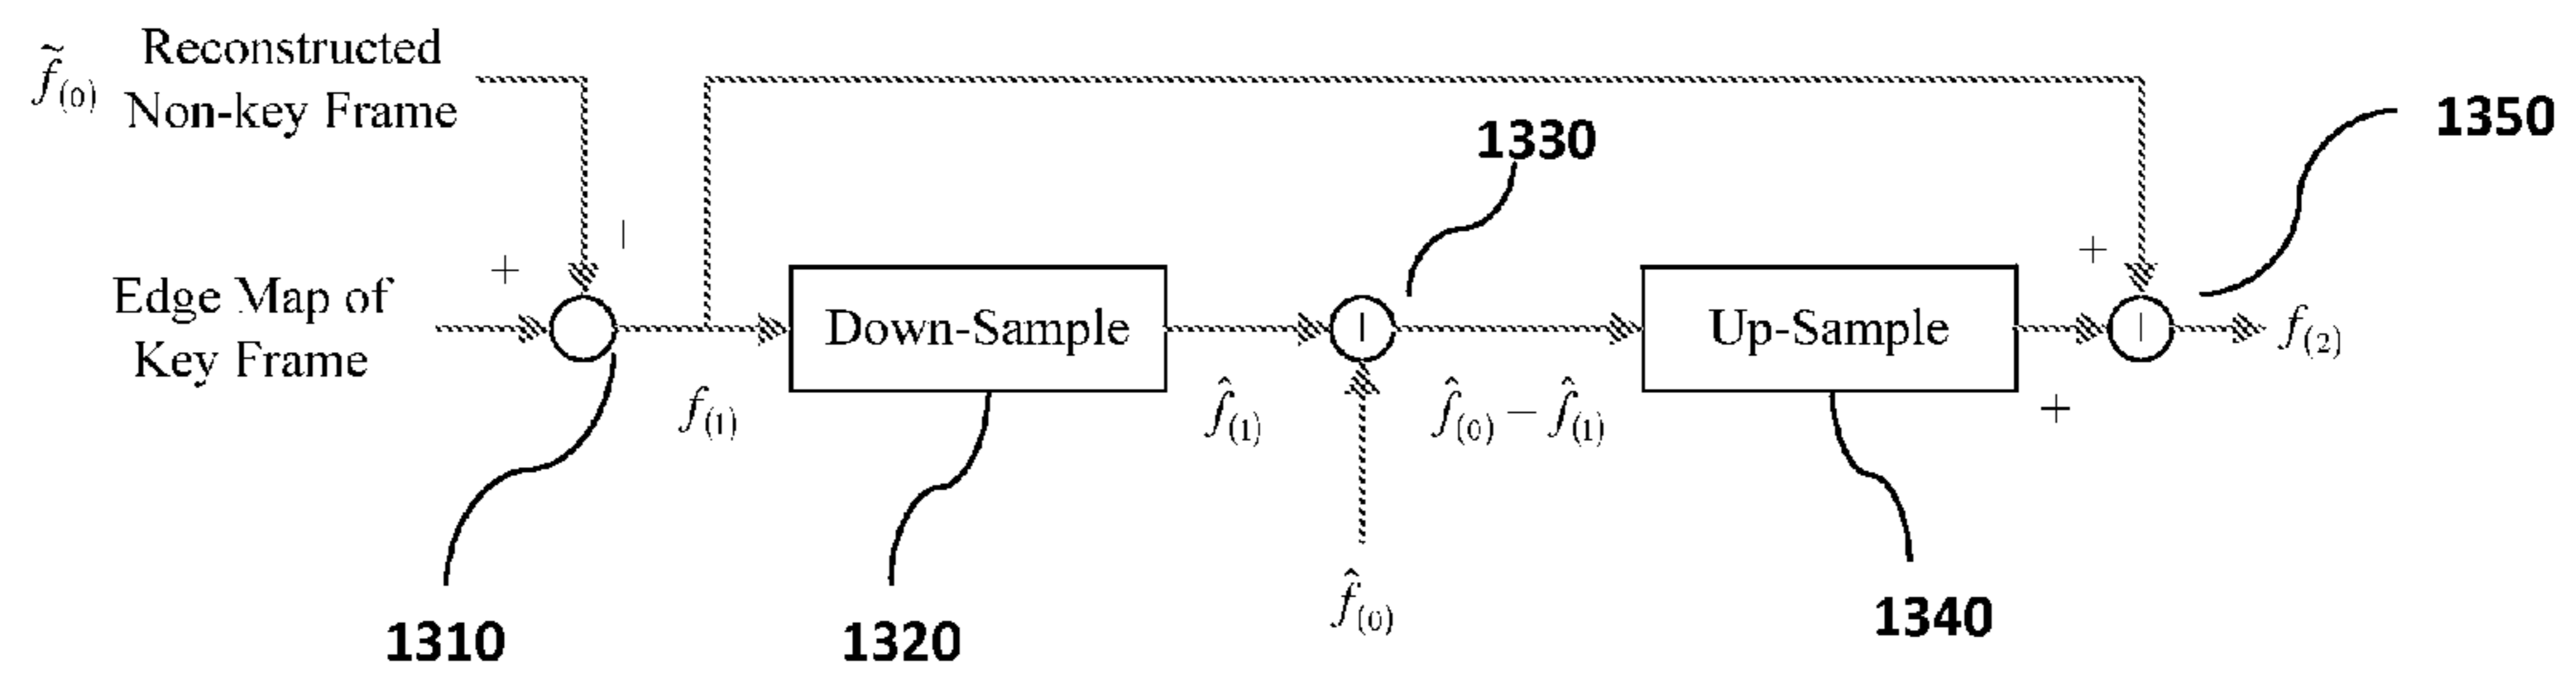 f̃(0) Reconstructed
Non-key Frame
1350
1330
+
Edge Map of
Key Frame
+
Down-Sample
Up-Sample
f(2)
f(1)
f̂(1)
f̂(0) − f̂(1)
+
f̂(0)
1310
1320
1340